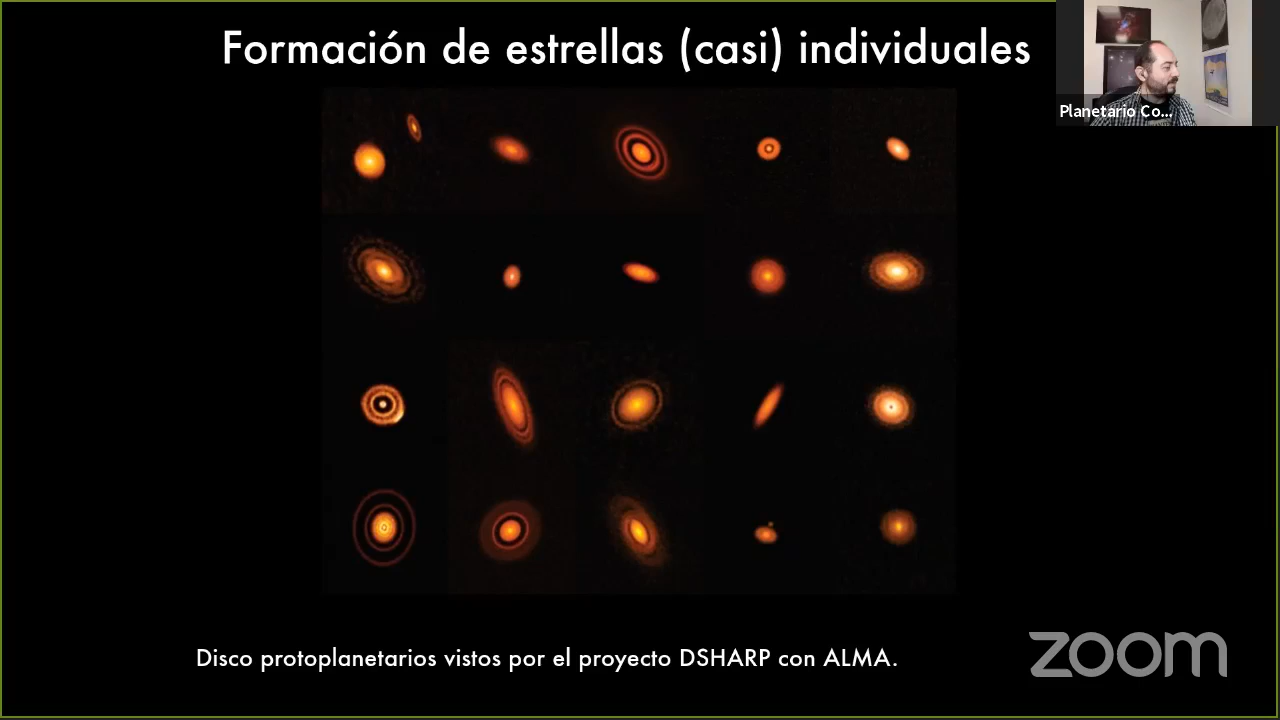 Formación de estrellas (casi) individuales
Planetario Co...
Disco protoplanetarios vistos por el proyecto DSHARP con ALMA.
zoom